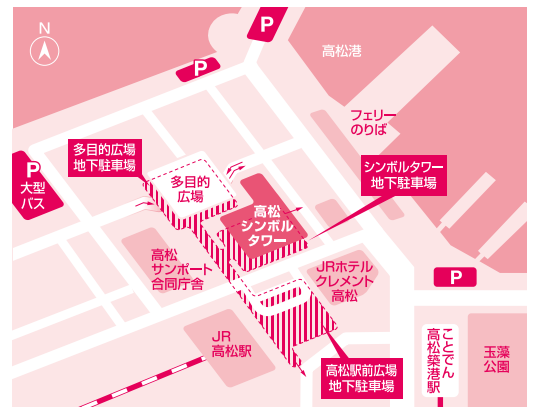 N
P
高松港
P
フェリー
のりば
多目的広場
地下駐車場
P
大型
バス
多目的
広場
シンボルタワー
地下駐車場
高松
シンボル
タワー
高松
サンポート
合同庁舎
JRホテル
クレメント
高松
P
JR
高松駅
高松駅前広場
地下駐車場
ことでん
高松築港駅
玉藻
公園